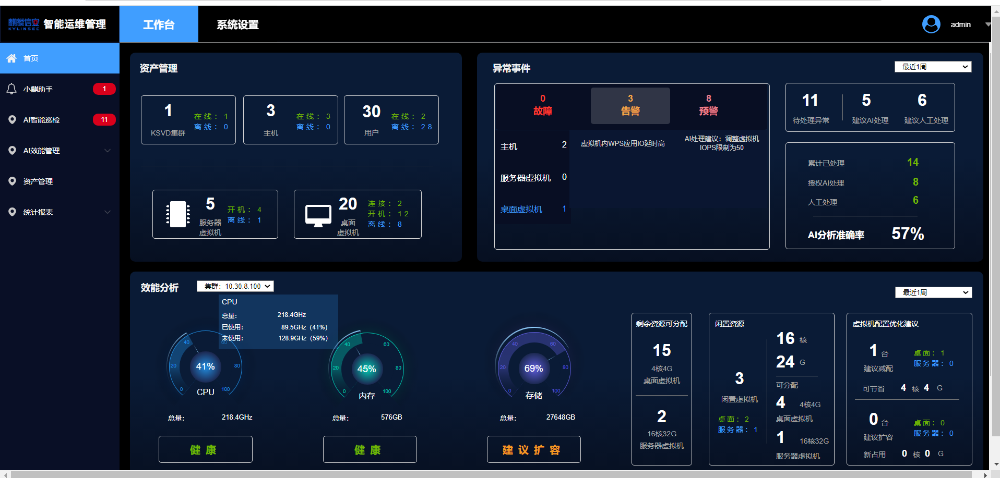 麒麟信安
KYLINSEC
智能运维管理
工作台
系统设置
admin
首页
小麒助手
1
AI智能巡检
11
AI效能管理
资产管理
统计报表
资产管理
1
KSVD集群
在线：1
离线：0
3
主机
在线：3
离线：0
30
用户
在线：2
离线：28
5
服务器
虚拟机
开机：4
离线：1
20
桌面
虚拟机
连接：2
开机：12
离线：8
异常事件
最近1周
0
故障
3
告警
8
预警
主机 2
服务器虚拟机 0
桌面虚拟机 1
虚拟机内WPS应用IO延时高
AI处理建议：调整虚拟机
IOPS限制为50
11
待处理异常
5
建议AI处理
6
建议人工处理
累计已处理 14
授权AI处理 8
人工处理 6
AI分析准确率 57%
效能分析
集群：10.30.8.100
最近1周
CPU
总量： 218.4GHz
已使用： 89.5GHz（41%）
未使用： 128.9GHz（59%）
0
20
40
60
80
100
41%
CPU
总量： 218.4GHz
健康
0
20
40
60
80
100
45%
内存
总量： 576GB
健康
0
20
40
60
80
100
69%
存储
总量： 27648GB
建议扩容
剩余资源可分配
15
4核4G
桌面虚拟机
2
16核32G
服务器虚拟机
闲置资源
3
闲置虚拟机
桌面：2
服务器：1
16 核
24 G
可分配
4 4核4G
桌面虚拟机
1 16核32G
服务器虚拟机
虚拟机配置优化建议
1 台
建议减配
桌面：1
服务器：0
可节省 4 核 4 G
0 台
建议扩容
桌面：0
服务器：0
新占用 0 核 0 G